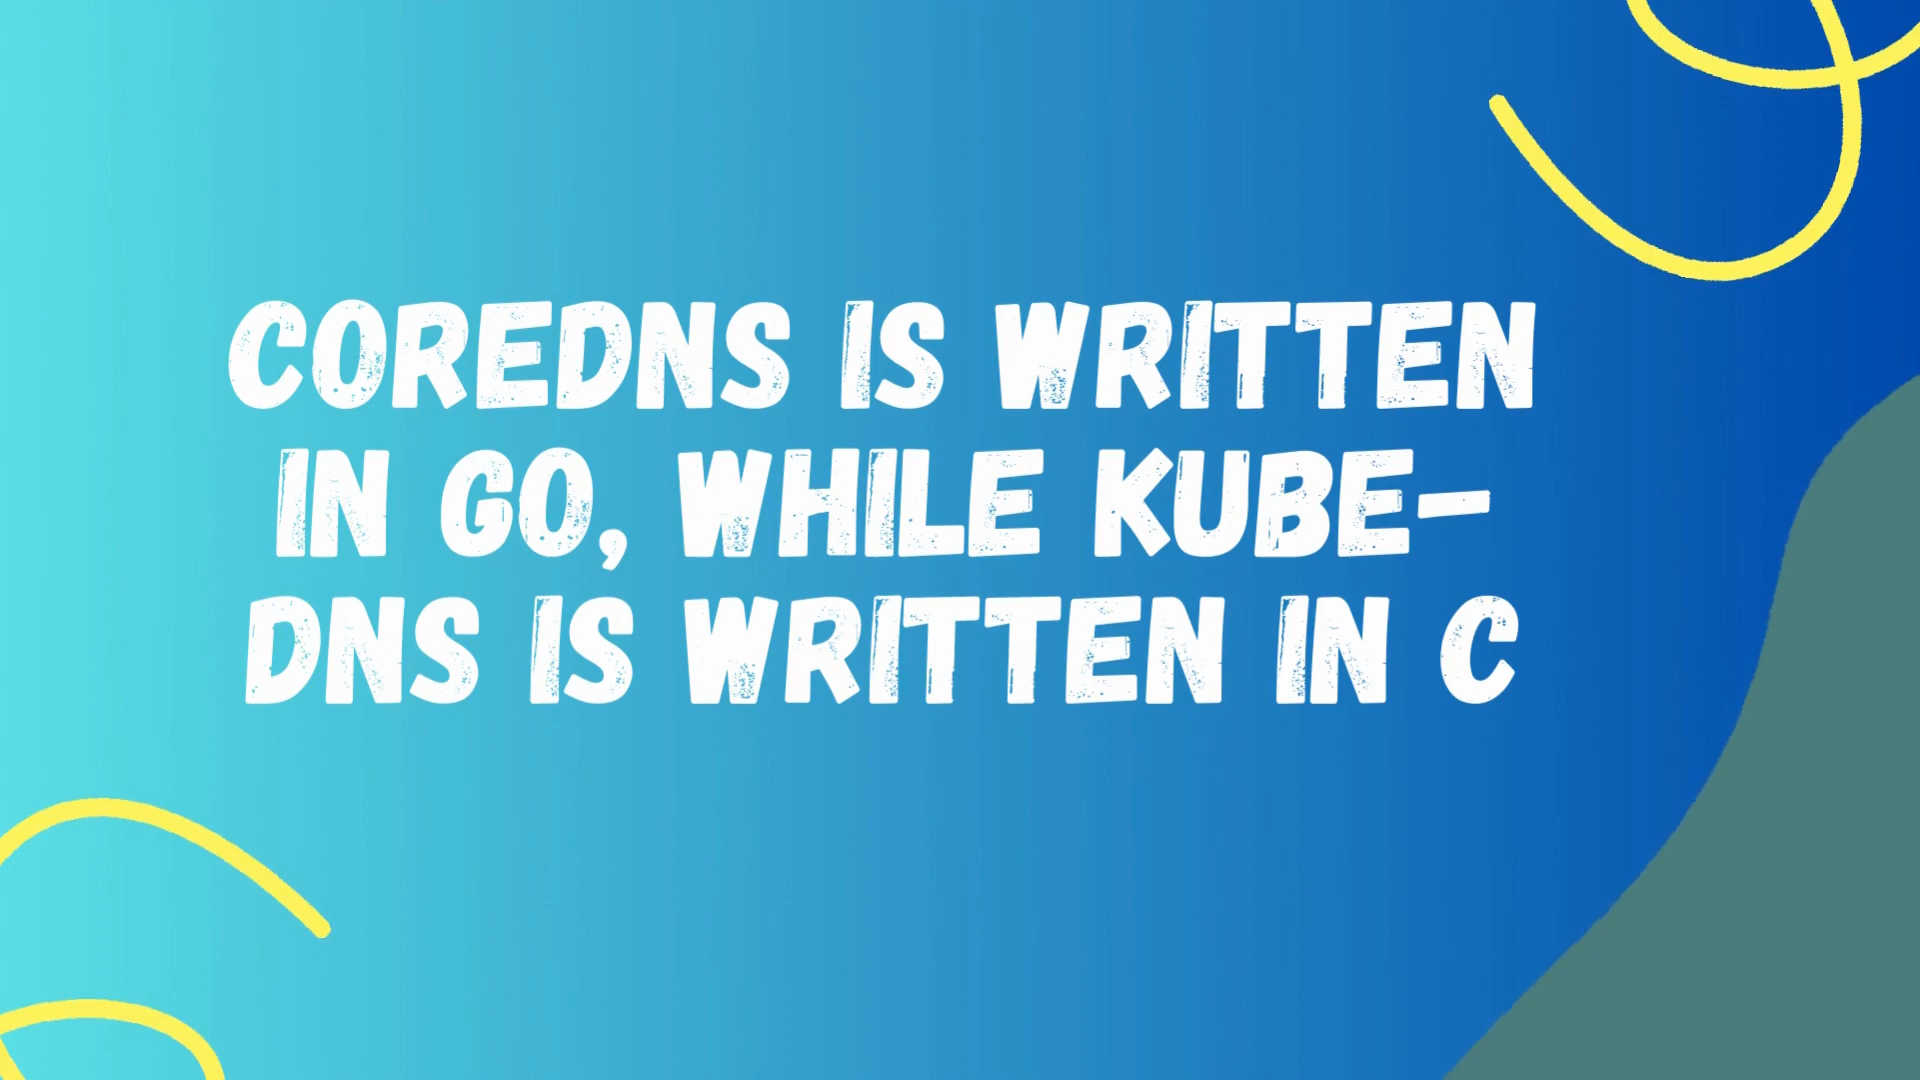 COREDNS IS WRITTEN
IN GO, WHILE KUBE-
DNS IS WRITTEN IN C